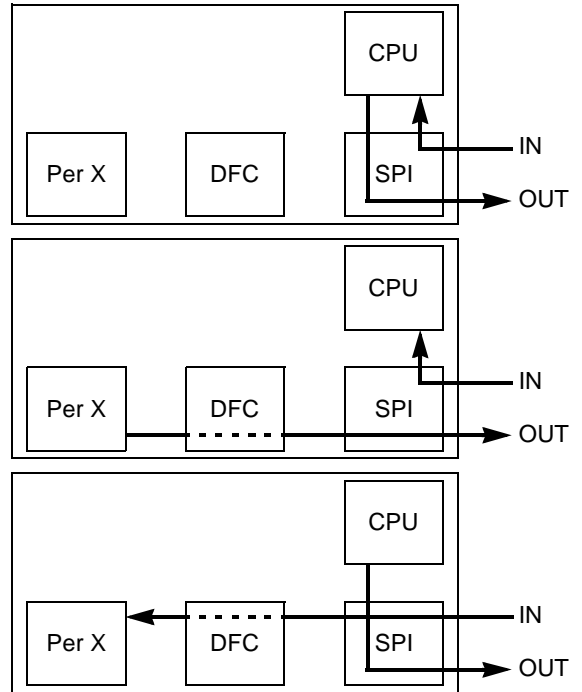 CPU
IN
Per X DFC SPI
OUT
CPU
IN
Per X DFC SPI
OUT
CPU
IN
Per X DFC SPI
OUT